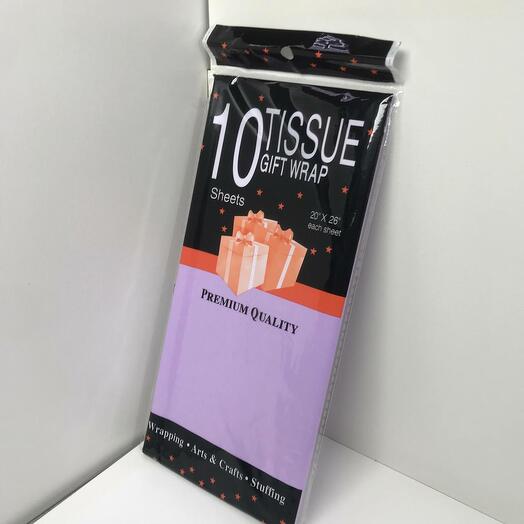 10 TISSUE
GIFT WRAP
Sheets
20" X 26"
each sheet
PREMIUM QUALITY
Wrapping • Arts & Crafts • Stuffing